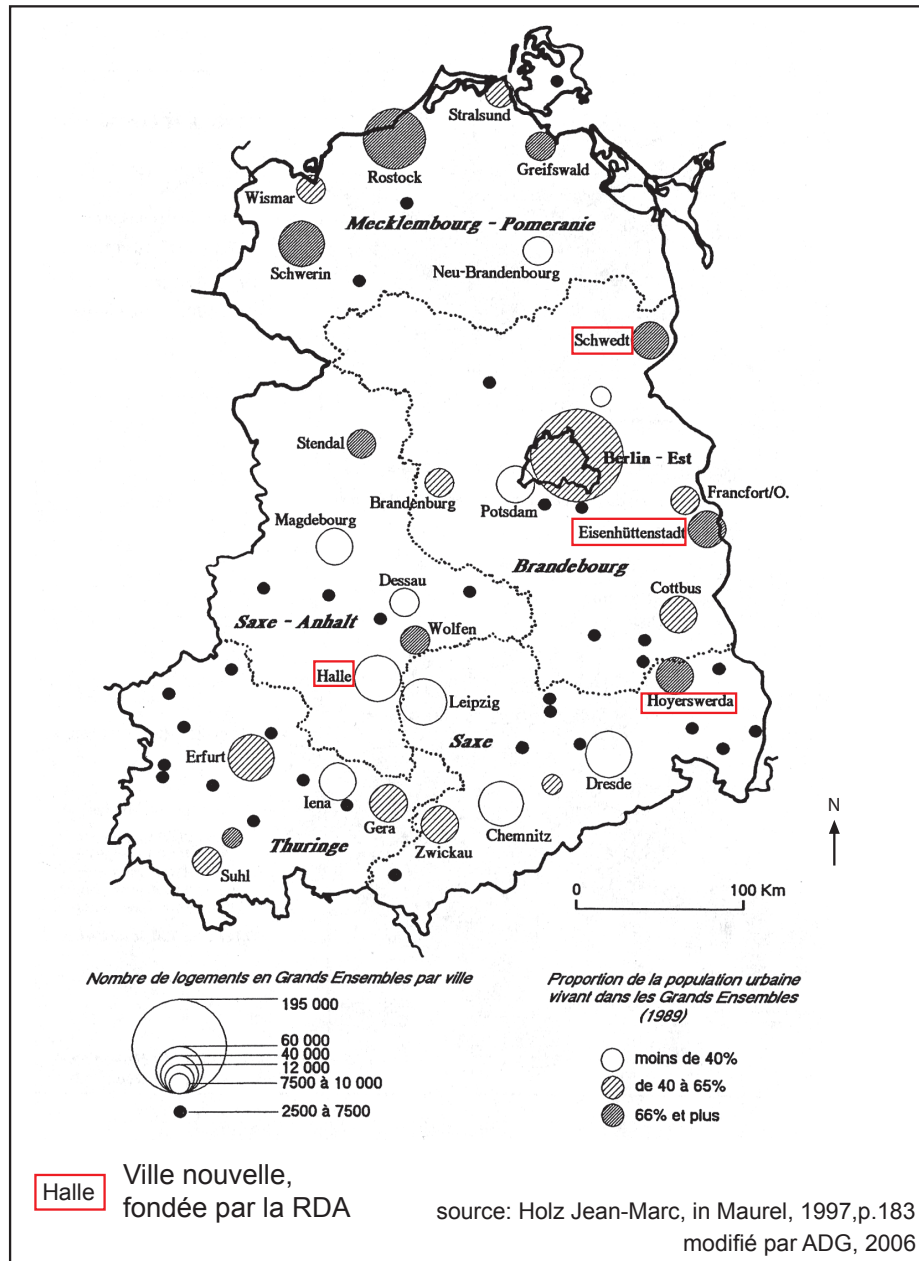 Stralsund
Rostock
Greifswald
Wismar
Mecklembourg - Pomeranie
Schwerin
Neu-Brandenbourg
Schwedt
Stendal
Berlin - Est
Brandenburg
Potsdam
Francfort/O.
Magdebourg
Eisenhüttenstadt
Brandebourg
Dessau
Cottbus
Saxe - Anhalt
Wolfen
Halle
Leipzig
Hoyerswerda
Saxe
Erfurt
Iena
Dresde
Gera
Chemnitz
Zwickau
Thuringe
Suhl
N
0 100 Km
Nombre de logements en Grands Ensembles par ville
195 000
60 000
40 000
12 000
7500 à 10 000
2500 à 7500
Proportion de la population urbaine
vivant dans les Grands Ensembles
(1989)
moins de 40%
de 40 à 65%
66% et plus
Halle
Ville nouvelle,
fondée par la RDA
source: Holz Jean-Marc, in Maurel, 1997,p.183
modifié par ADG, 2006